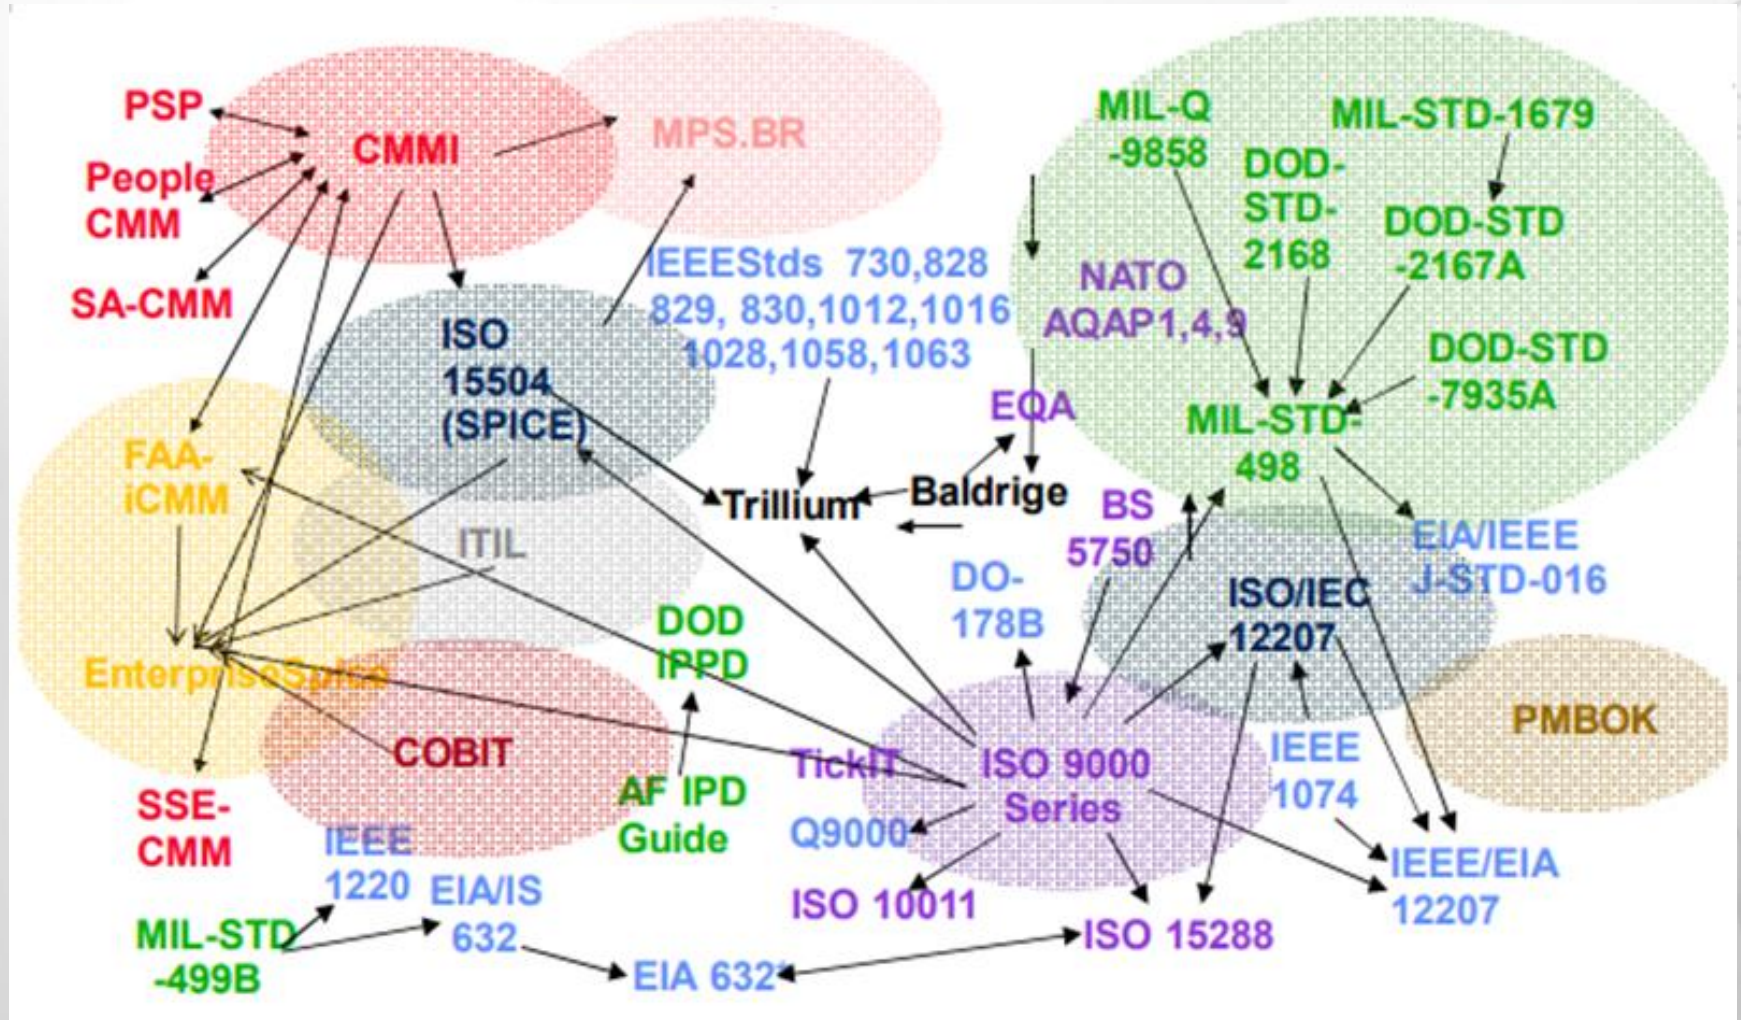 PSP
CMMI
MPS.BR
People
CMM
SA-CMM
MIL-Q
-9858
MIL-STD-1679
DOD-
STD-
2168
DOD-STD
-2167A
IEEEStds 730,828
829, 830,1012,1016
1028,1058,1063
NATO
AQAP1,4,9
ISO
15504
(SPICE)
DOD-STD
-7935A
EQA
MIL-STD-
498
FAA-
iCMM
Trillium
Baldrige
BS
5750
ITIL
EIA/IEEE
J-STD-016
DO-
178B
ISO/IEC
12207
DOD
IPPD
EnterpriseSpice
PMBOK
COBIT
TickIT
ISO 9000
Series
IEEE
1074
AF IPD
Guide
Q9000
SSE-
CMM
IEEE
1220
EIA/IS
632
ISO 10011
IEEE/EIA
12207
MIL-STD
-499B
EIA 632*
ISO 15288